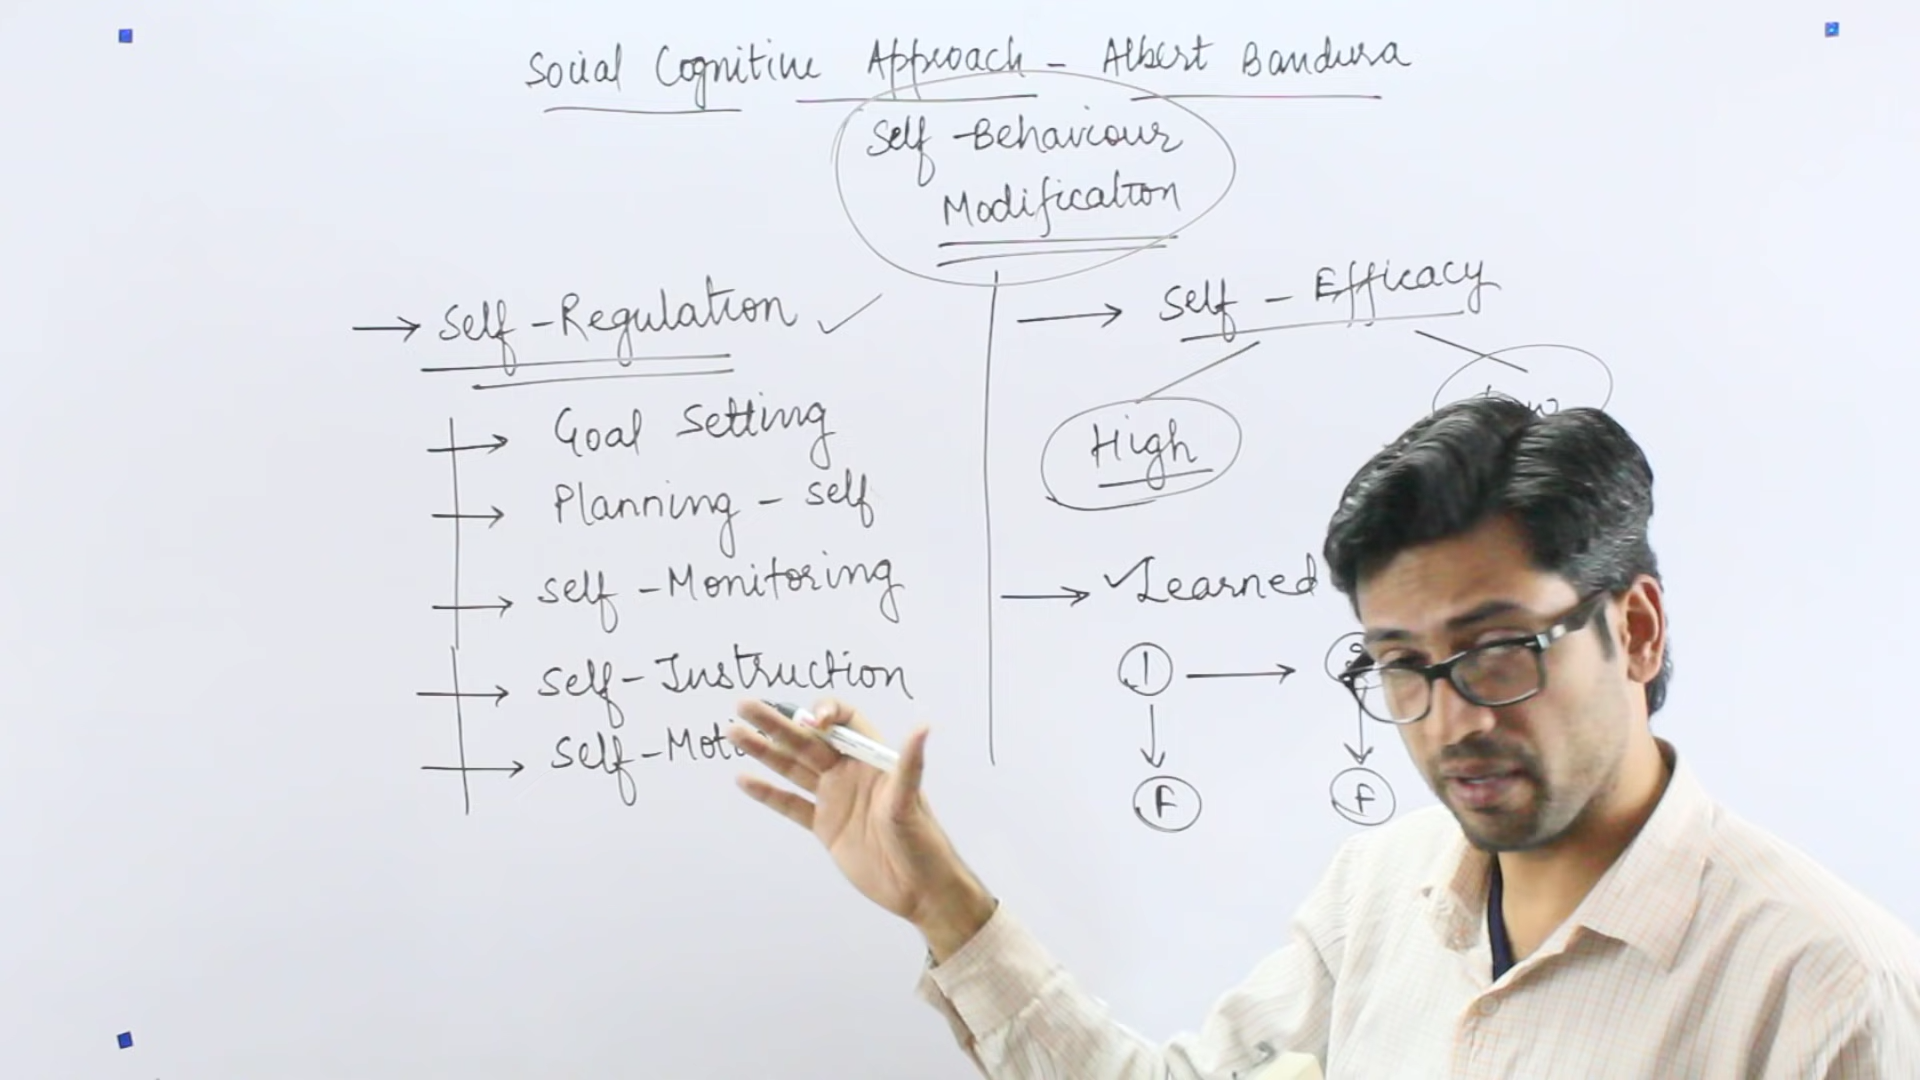 Social Cognitive Approach - Albert Bandura
Self-Behaviour
Modification
→ Self-Regulation ✓
→ Goal Setting
→ Planning - Self
→ Self-Monitoring
→ Self-Instruction
→ Self-Moti
→ Self-Efficacy
High
→ ✓Learned
1 →
F F